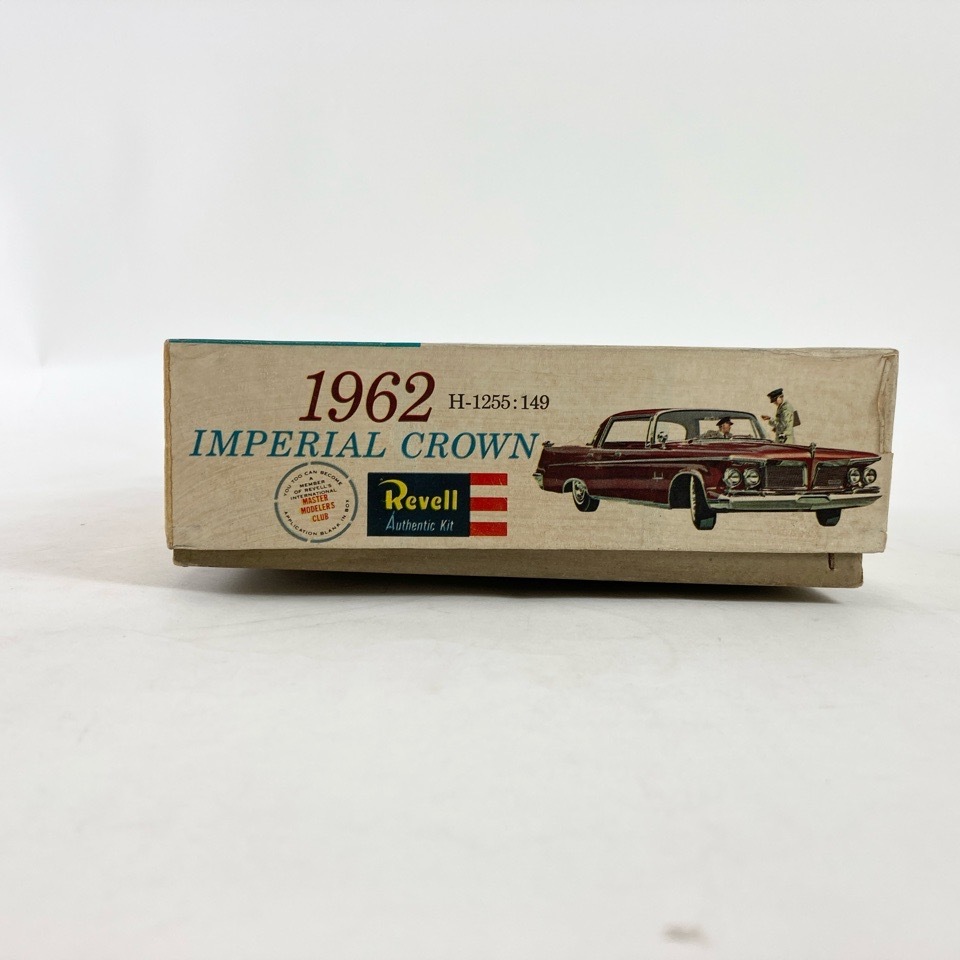 1962 H-1255:149
IMPERIAL CROWN
YOU TOO CAN BECOME
A
MEMBER
OF REVELL'S
INTERNATIONAL
MASTER
MODELERS
CLUB
APPLICATION BLANK IN BOX
Revell
Authentic Kit